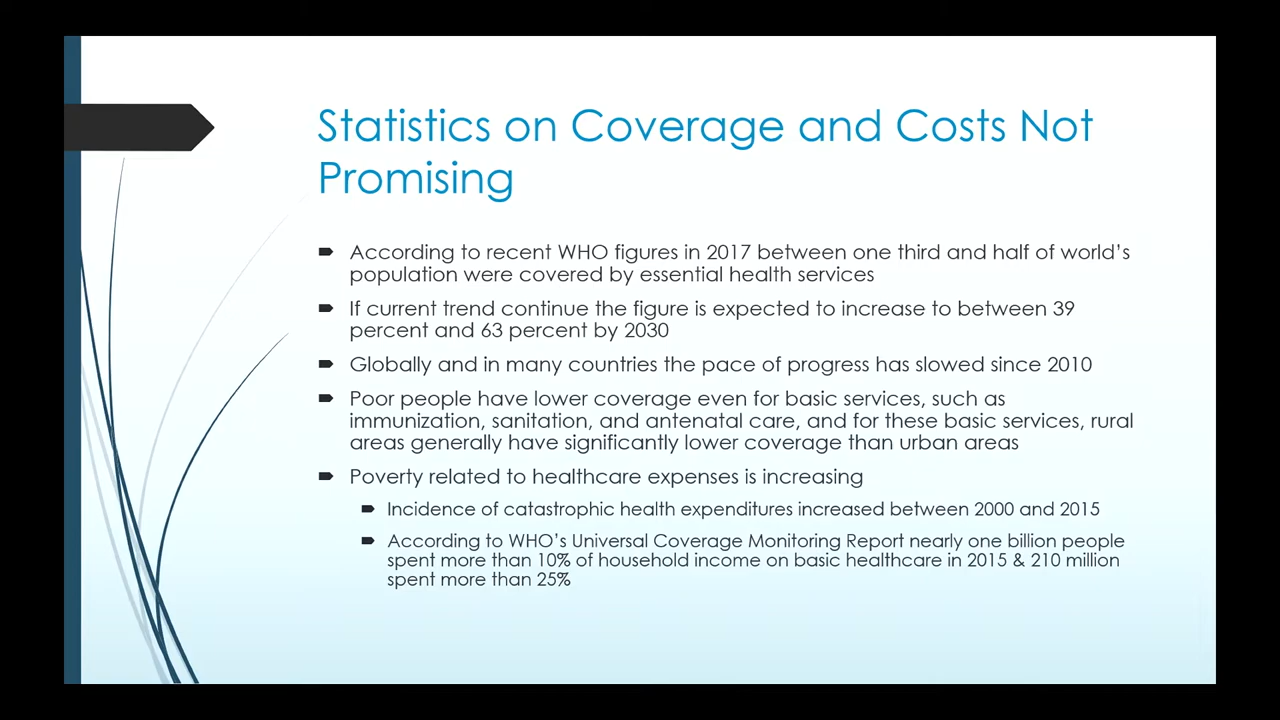 Statistics on Coverage and Costs Not
Promising
According to recent WHO figures in 2017 between one third and half of world's
population were covered by essential health services
If current trend continue the figure is expected to increase to between 39
percent and 63 percent by 2030
Globally and in many countries the pace of progress has slowed since 2010
Poor people have lower coverage even for basic services, such as
immunization, sanitation, and antenatal care, and for these basic services, rural
areas generally have significantly lower coverage than urban areas
Poverty related to healthcare expenses is increasing
Incidence of catastrophic health expenditures increased between 2000 and 2015
According to WHO's Universal Coverage Monitoring Report nearly one billion people
spent more than 10% of household income on basic healthcare in 2015 & 210 million
spent more than 25%